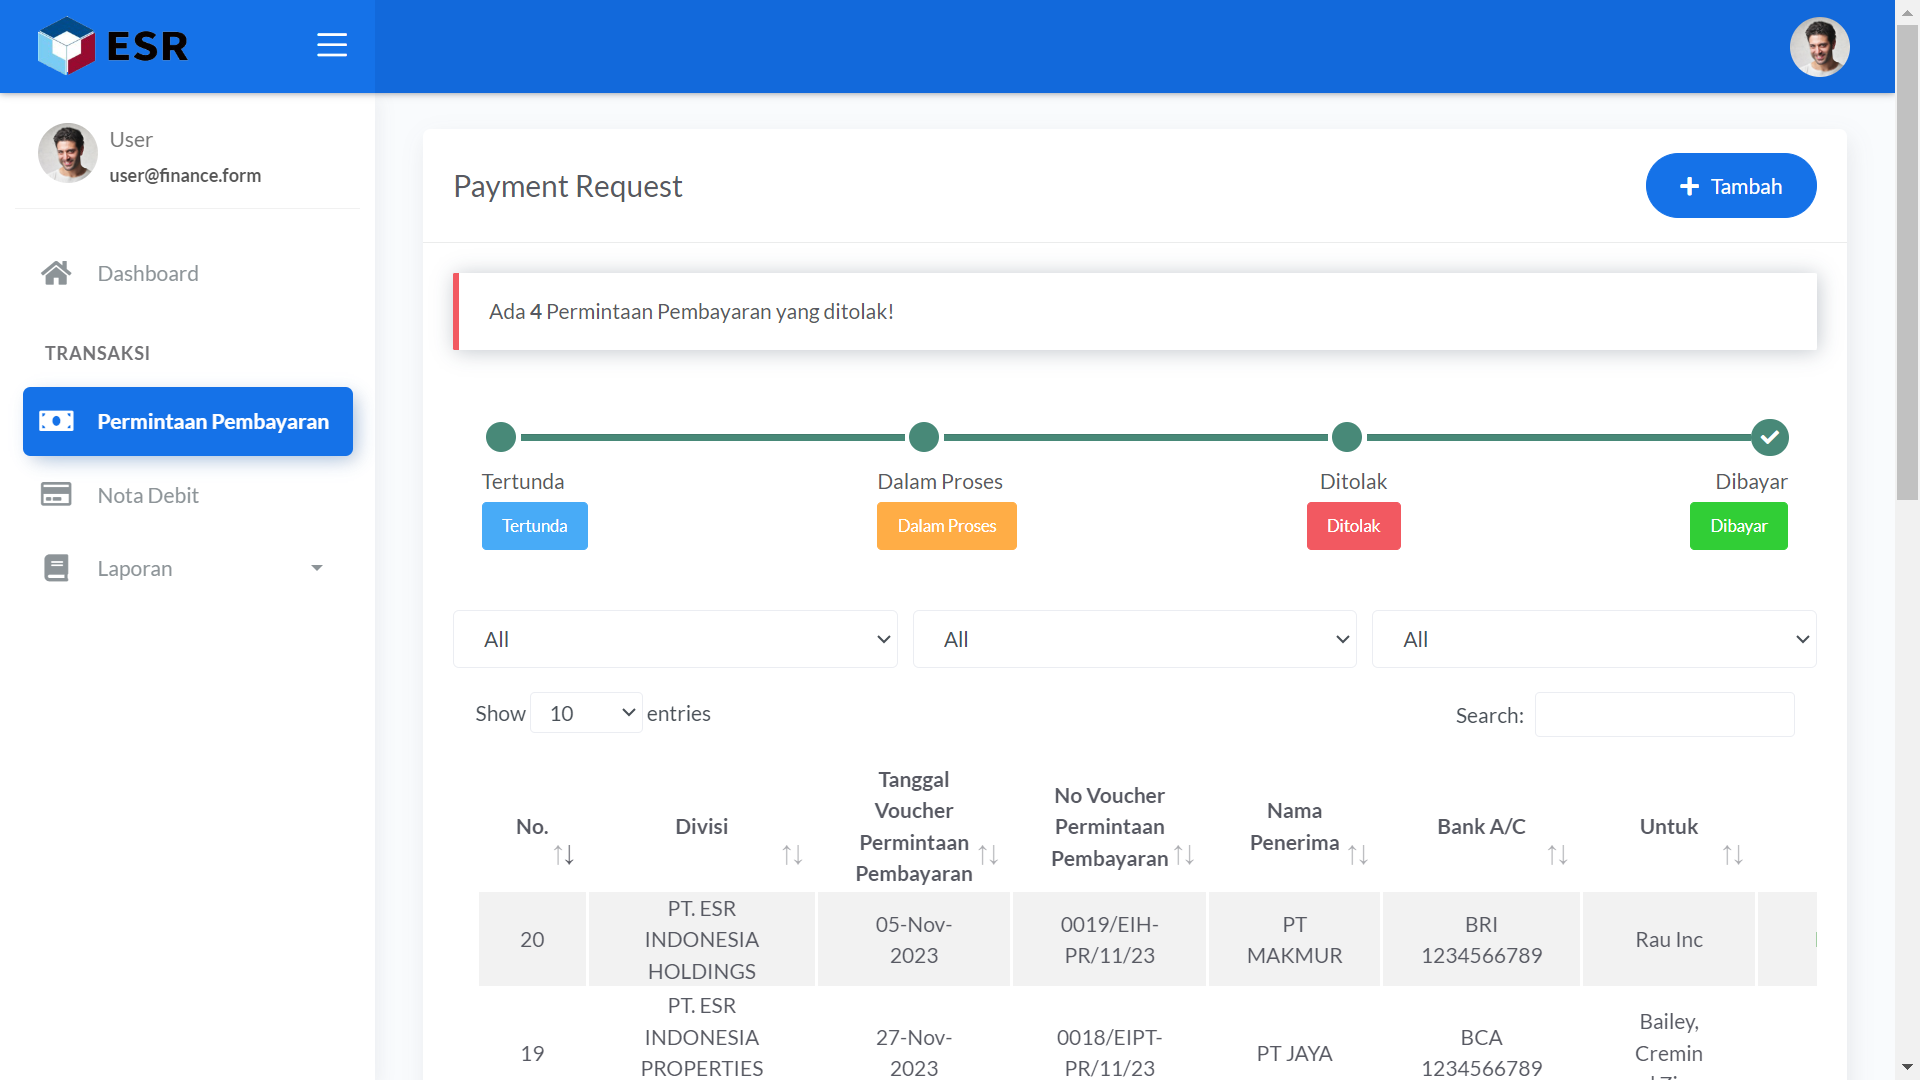 ESR
User
user@finance.form
Dashboard
TRANSAKSI
Permintaan Pembayaran
Nota Debit
Laporan
Payment Request
Tambah
Ada 4 Permintaan Pembayaran yang ditolak!
Tertunda
Dalam Proses
Ditolak
Dibayar
Tertunda
Dalam Proses
Ditolak
Dibayar
All
All
All
Show 10 entries
Search:
No.
Divisi
Tanggal
Voucher
Permintaan
Pembayaran
No Voucher
Permintaan
Pembayaran
Nama
Penerima
Bank A/C
Untuk
20
PT. ESR
INDONESIA
HOLDINGS
05-Nov-
2023
0019/EIH-
PR/11/23
PT
MAKMUR
BRI
1234566789
Rau Inc
19
PT. ESR
INDONESIA
PROPERTIES
27-Nov-
2023
0018/EIPT-
PR/11/23
PT JAYA
BCA
1234566789
Bailey,
Cremin